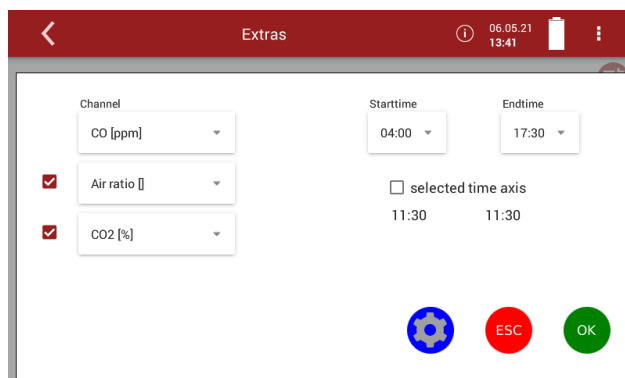 Extras
06.05.21
13:41
Channel
Starttime
Endtime
CO [ppm]
04:00
17:30
Air ratio []
selected time axis
11:30
11:30
CO2 [%]
ESC
OK